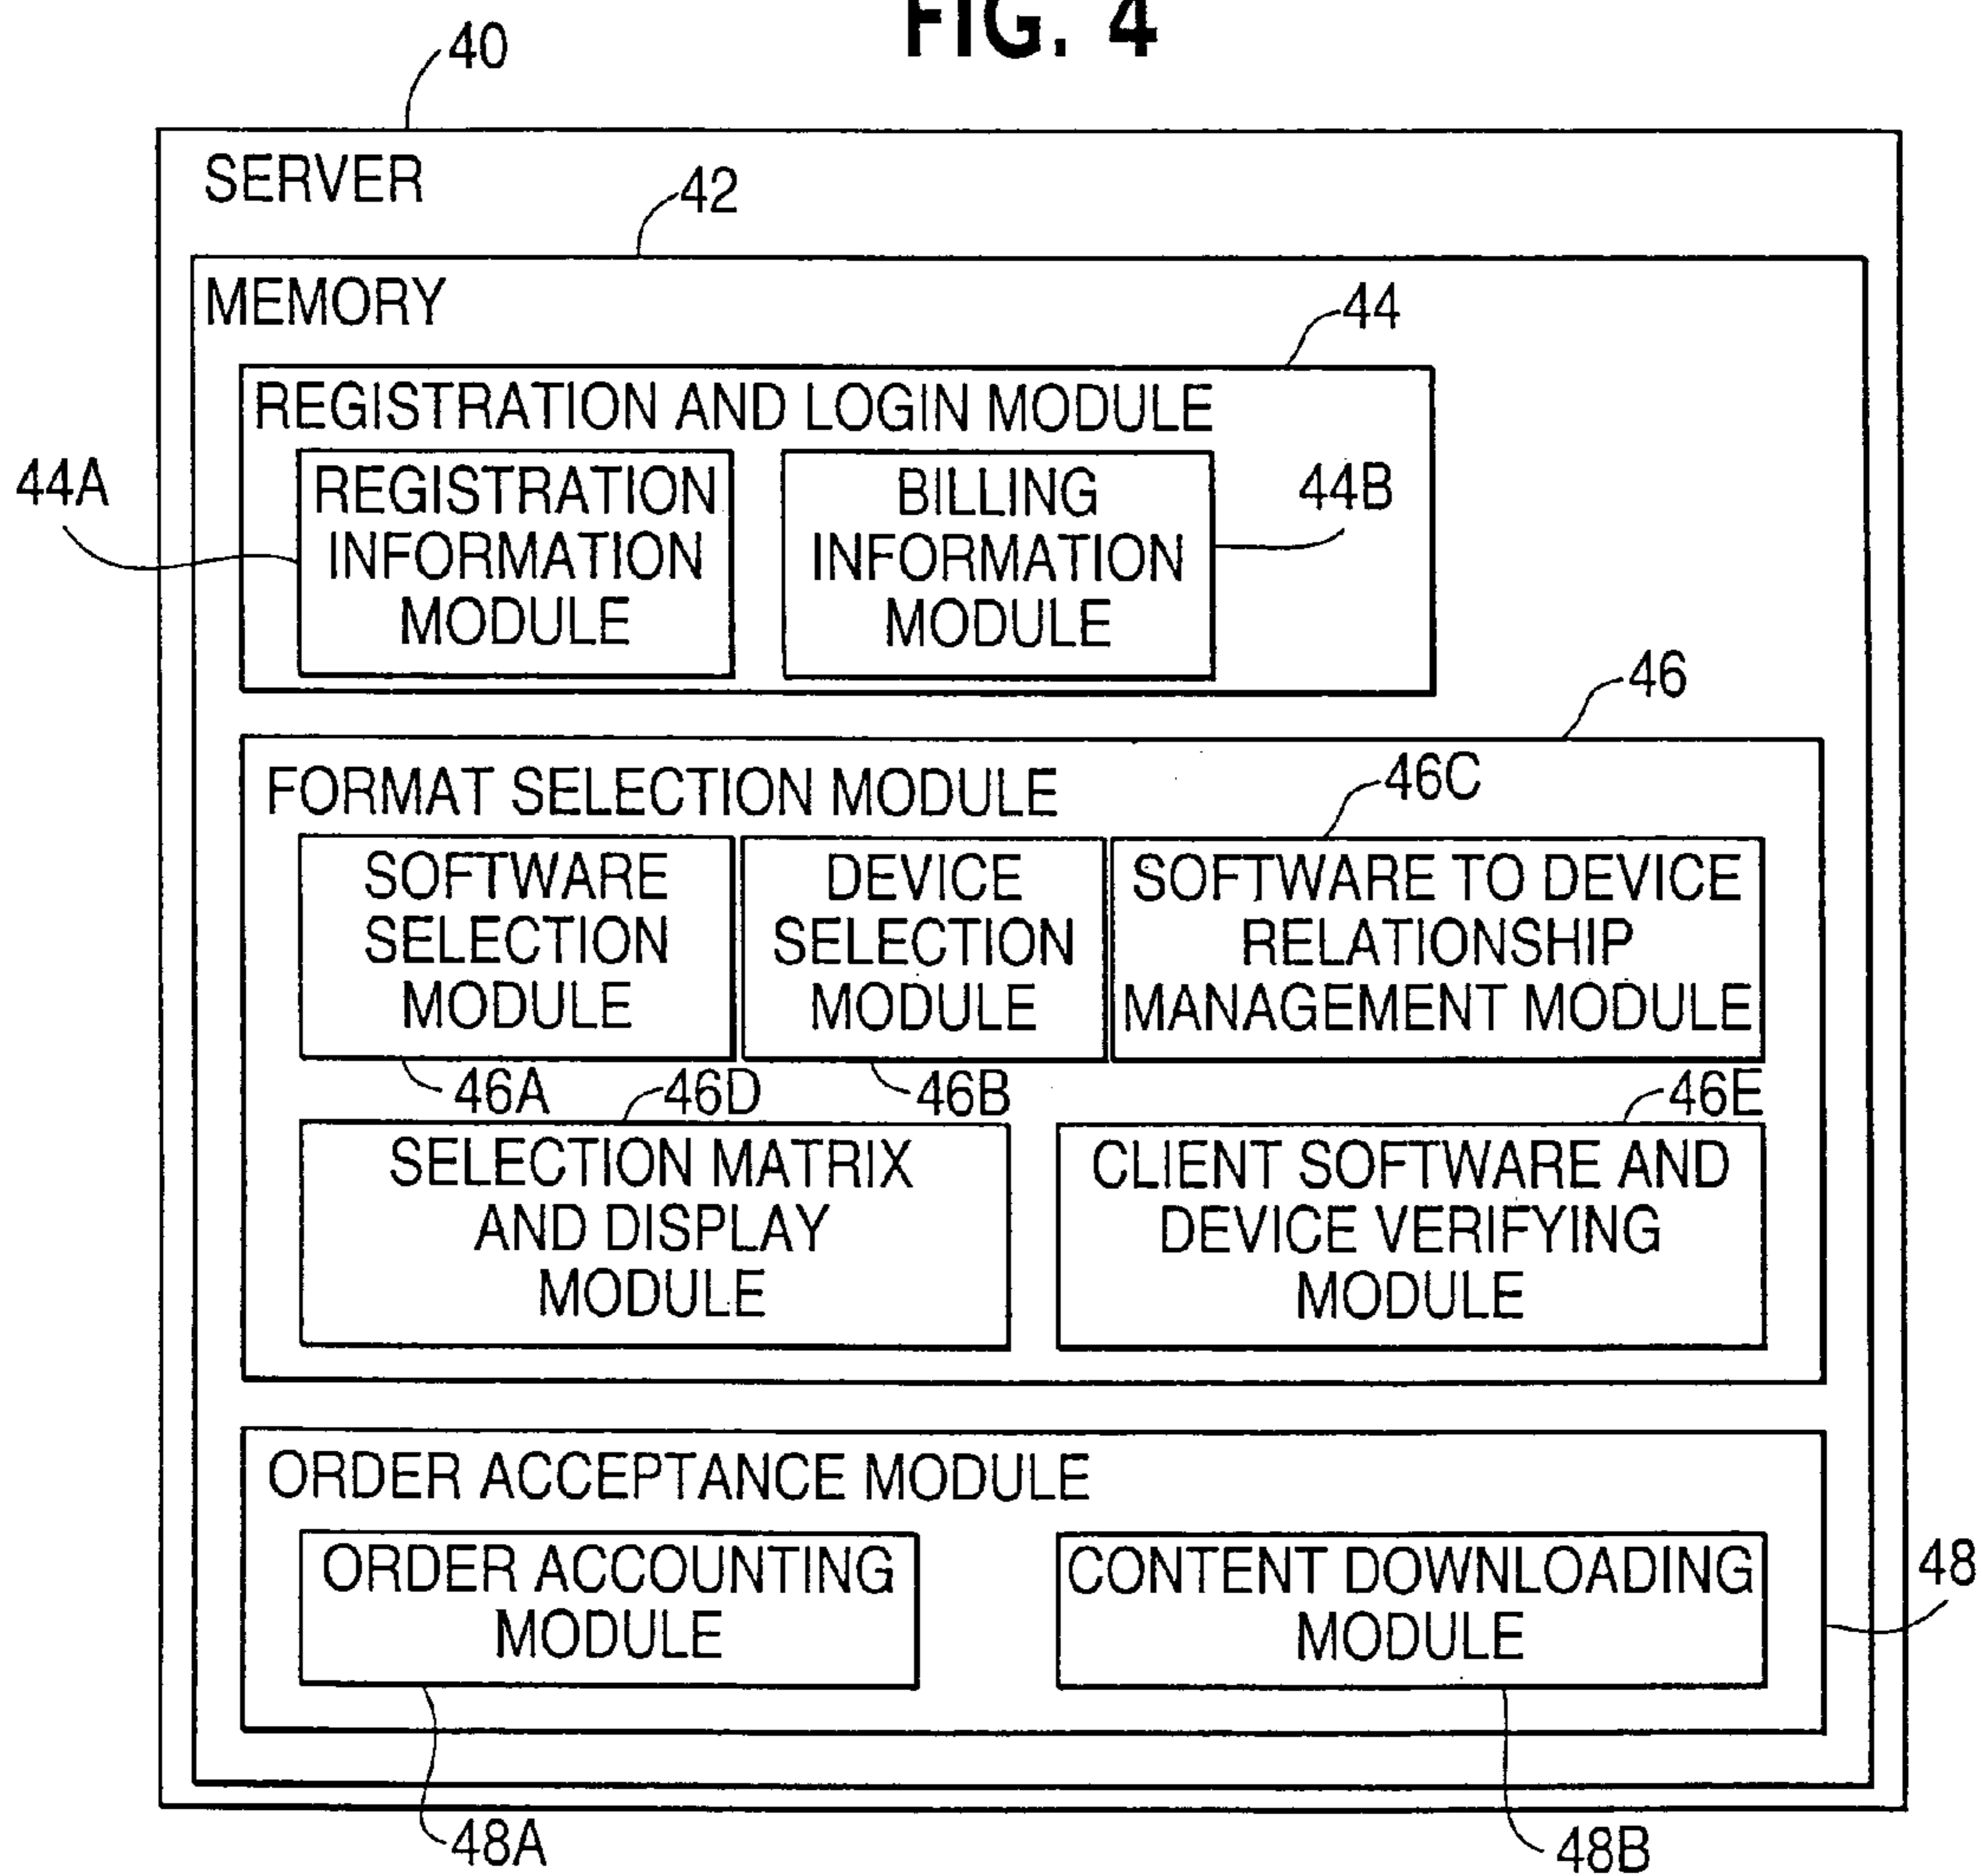 FIG. 4
40
SERVER
42
MEMORY
44
REGISTRATION AND LOGIN MODULE
44A
REGISTRATION
INFORMATION
MODULE
BILLING
INFORMATION
MODULE
44B
46
FORMAT SELECTION MODULE
46C
SOFTWARE
SELECTION
MODULE
DEVICE
SELECTION
MODULE
SOFTWARE TO DEVICE
RELATIONSHIP
MANAGEMENT MODULE
46A
46D
46B
46E
SELECTION MATRIX
AND DISPLAY
MODULE
CLIENT SOFTWARE AND
DEVICE VERIFYING
MODULE
ORDER ACCEPTANCE MODULE
ORDER ACCOUNTING
MODULE
CONTENT DOWNLOADING
MODULE
48
48A
48B